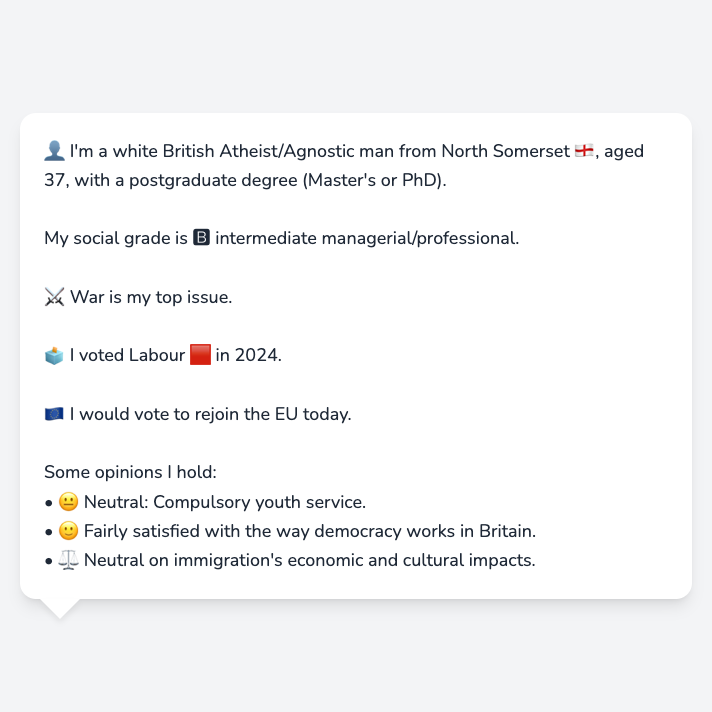 👤 I'm a white British Atheist/Agnostic man from North Somerset 🏴󠁧󠁢󠁥󠁮󠁧󠁿, aged
37, with a postgraduate degree (Master's or PhD).
My social grade is 🅱 intermediate managerial/professional.
⚔️ War is my top issue.
🗳️ I voted Labour 🟥 in 2024.
🇪🇺 I would vote to rejoin the EU today.
Some opinions I hold:
• 😐 Neutral: Compulsory youth service.
• 🙂 Fairly satisfied with the way democracy works in Britain.
• ⚖️ Neutral on immigration's economic and cultural impacts.